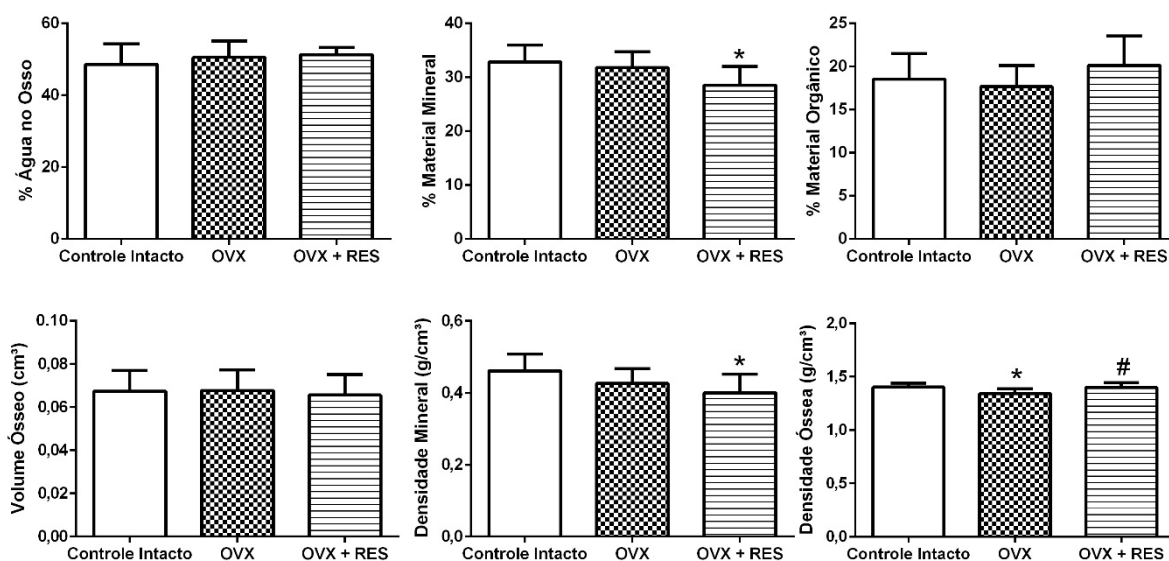 % Água no Osso
60
40
20
0
Controle Intacto OVX OVX + RES
% Material Mineral
40
30
20
10
0
*
Controle Intacto OVX OVX + RES
% Material Orgânico
25
20
15
10
5
0
Controle Intacto OVX OVX + RES
Volume Ósseo (cm³)
0.10
0,08
0,06
0,04
0,02
0,00
Controle Intacto OVX OVX + RES
Densidade Mineral (g/cm³)
0,6
0,4
0,2
0,0
*
Controle Intacto OVX OVX + RES
Densidade Óssea (g/cm³)
2,0
1,5
1,0
0,5
0,0
* #
Controle Intacto OVX OVX + RES